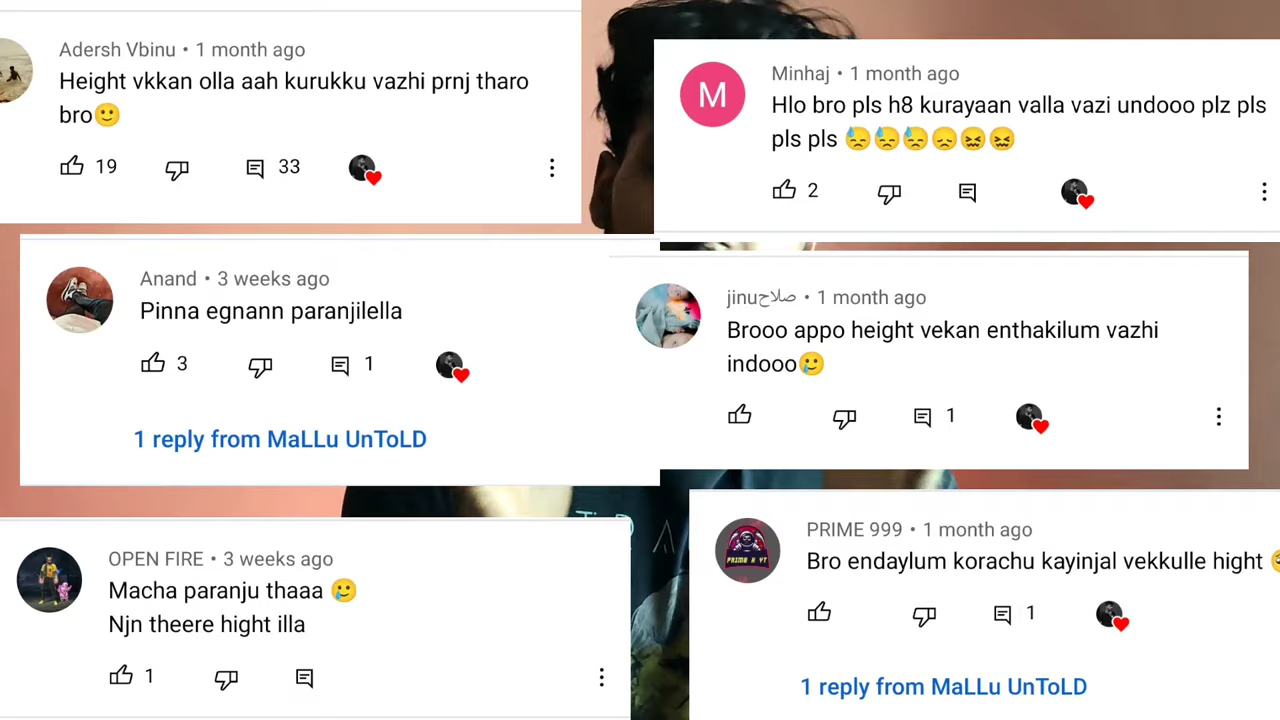 Adersh Vbinu • 1 month ago
Height vkkan olla aah kurukku vazhi prnj tharo
bro🙂
19 33
M
Minhaj • 1 month ago
Hlo bro pls h8 kurayaan valla vazi undooo plz pls
pls pls 😓😓😓😞😖😖
2
Anand • 3 weeks ago
Pinna egnann paranjilella
3 1
1 reply from MaLLu UnToLD
jinuصلاح • 1 month ago
Brooo appo height vekan enthakilum vazhi
indooo🥲
1
OPEN FIRE • 3 weeks ago
Macha paranju thaaa 🥲
Njn theere hight illa
1
PRIME 999 • 1 month ago
Bro endaylum korachu kayinjal vekkulle hight
1
1 reply from MaLLu UnToLD